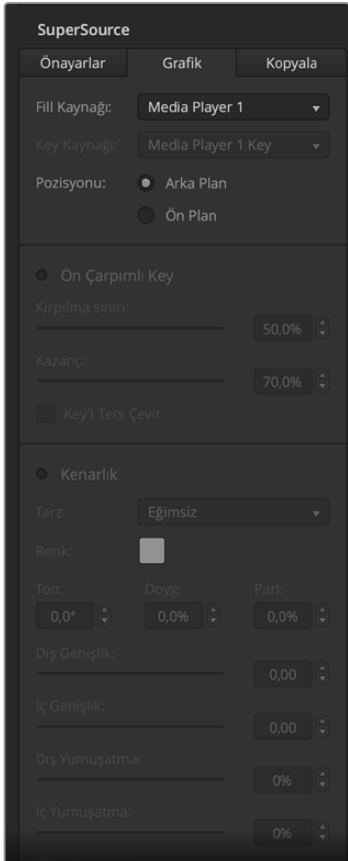 SuperSource
Önayarlar Grafik Kopyala
Fill Kaynağı: Media Player 1
Key Kaynağı: Media Player 1 Key
Pozisyonu: Arka Plan
Ön Plan
Ön Çarpımlı Key
Kırpılma sınırı:
50,0%
Kazanç:
70,0%
Key'i Ters Çevir
Kenarlık
Tarz: Eğimsiz
Renk:
Ton: Doyg: Parl:
0,0° 0,0% 0,0%
Dış Genişlik:
0,00
İç Genişlik:
0,00
Dış Yumuşatma:
0%
İç Yumuşatma:
0%